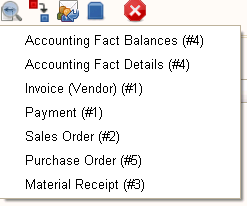 Accounting Fact Balances (#4)
Accounting Fact Details (#4)
Invoice (Vendor) (#1)
Payment (#1)
Sales Order (#2)
Purchase Order (#5)
Material Receipt (#3)